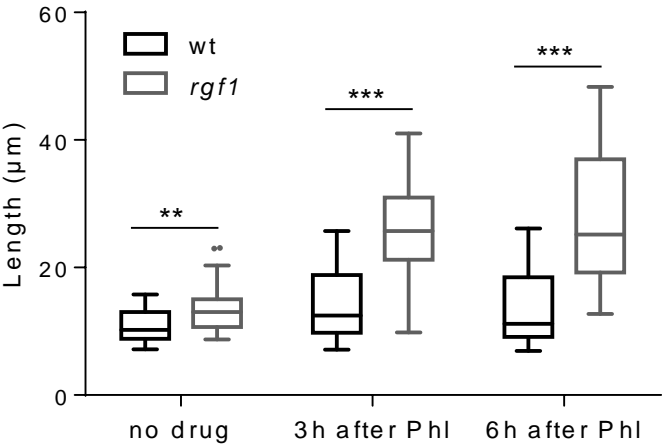 60
40
20
0
Length (μm)
wt
rgf1
**
***
***
no drug
3h after Phl
6h after Phl